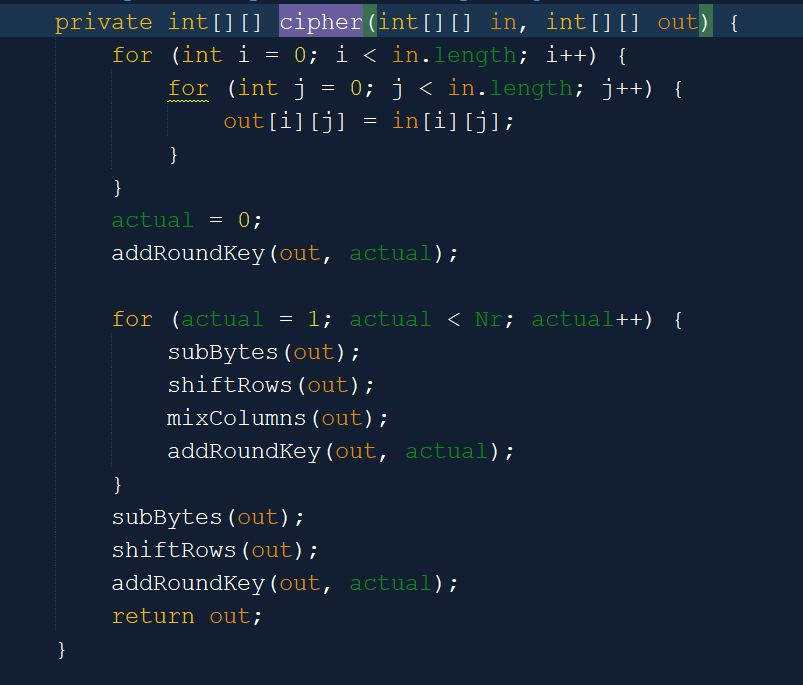 private int[][] cipher(int[][] in, int[][] out) {
    for (int i = 0; i < in.length; i++) {
        for (int j = 0; j < in.length; j++) {
            out[i][j] = in[i][j];
        }
    }
    actual = 0;
    addRoundKey(out, actual);

    for (actual = 1; actual < Nr; actual++) {
        subBytes(out);
        shiftRows(out);
        mixColumns(out);
        addRoundKey(out, actual);
    }
    subBytes(out);
    shiftRows(out);
    addRoundKey(out, actual);
    return out;
}